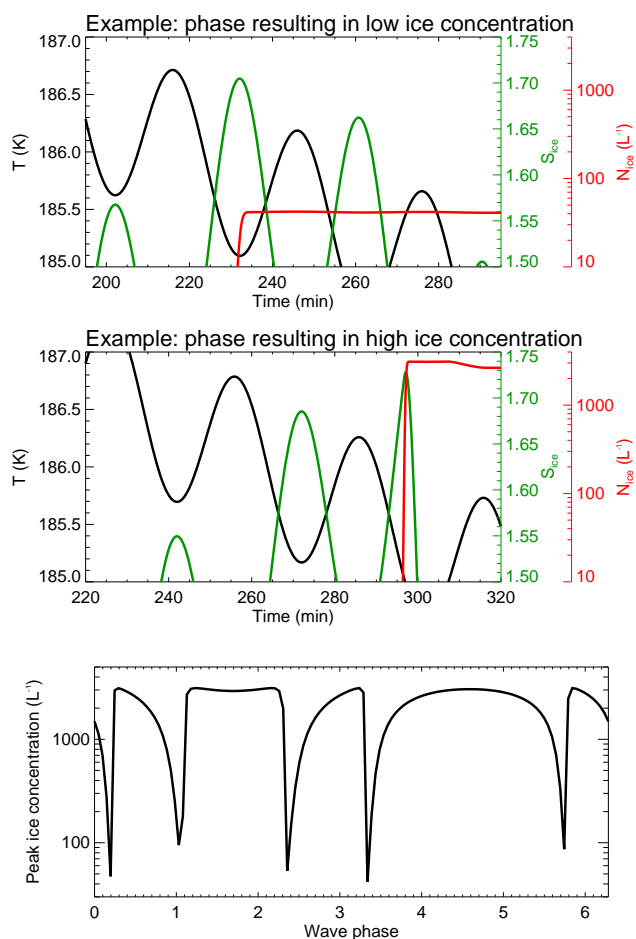 Example: phase resulting in low ice concentration
187.0
186.5
186.0
185.5
185.0
T (K)
200 220 240 260 280
Time (min)
1.75
1.70
1.65
1.60
1.55
1.50
S_ice
1000
100
10
N_ice (L⁻¹)
Example: phase resulting in high ice concentration
187.0
186.5
186.0
185.5
185.0
T (K)
220 240 260 280 300 320
Time (min)
1.75
1.70
1.65
1.60
1.55
1.50
S_ice
1000
100
10
N_ice (L⁻¹)
Peak ice concentration (L⁻¹)
1000
100
0 1 2 3 4 5 6
Wave phase